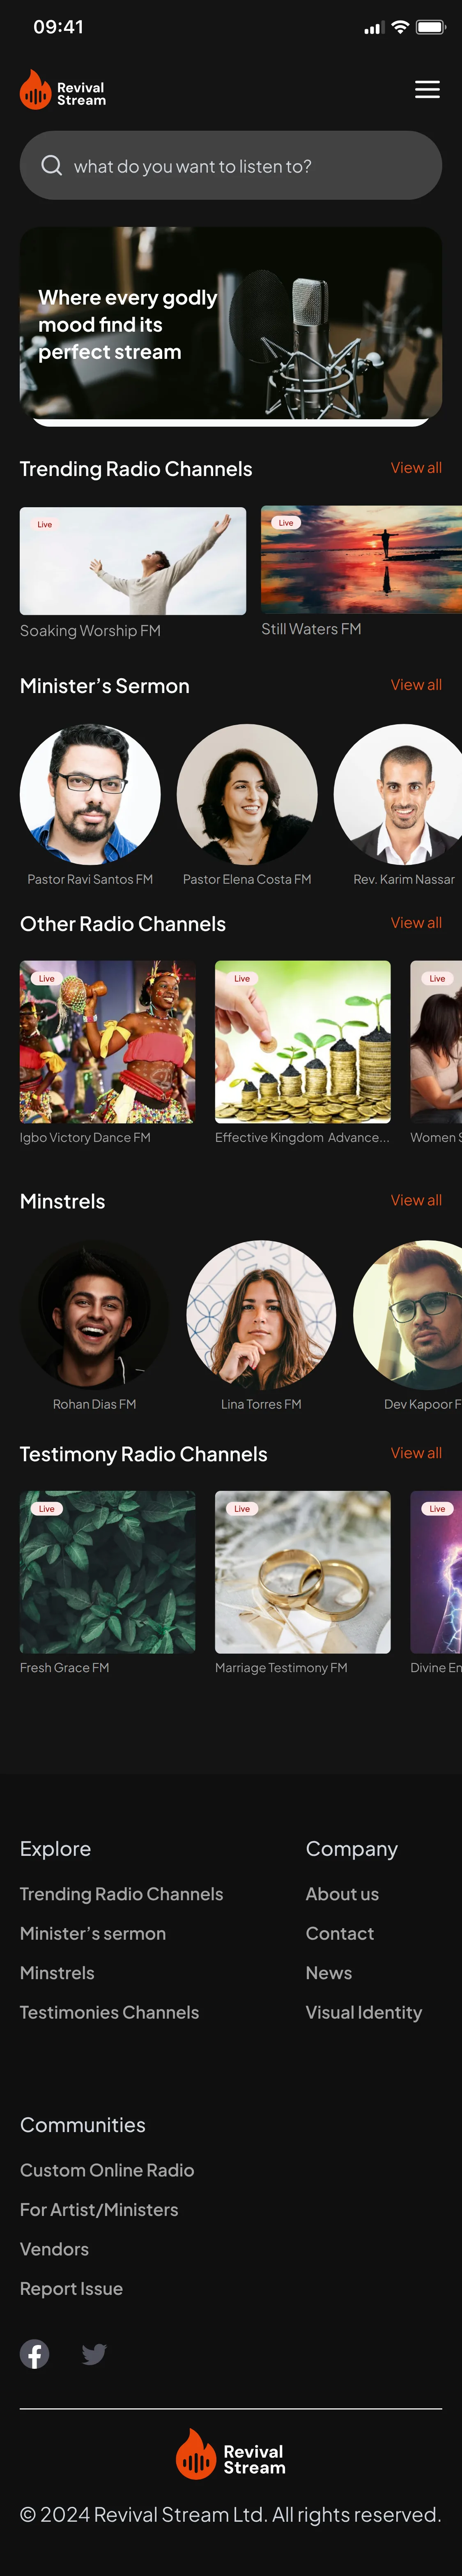 09:41
Revival
Stream
what do you want to listen to?
Where every godly
mood find its
perfect stream
Trending Radio Channels
View all
Live
Live
Soaking Worship FM
Still Waters FM
Minister’s Sermon
View all
Pastor Ravi Santos FM
Pastor Elena Costa FM
Rev. Karim Nassar
Other Radio Channels
View all
Live
Live
Live
Igbo Victory Dance FM
Effective Kingdom Advance...
Women S
Minstrels
View all
Rohan Dias FM
Lina Torres FM
Dev Kapoor F
Testimony Radio Channels
View all
Live
Live
Live
Fresh Grace FM
Marriage Testimony FM
Divine En
Explore
Company
Trending Radio Channels
About us
Minister’s sermon
Contact
Minstrels
News
Testimonies Channels
Visual Identity
Communities
Custom Online Radio
For Artist/Ministers
Vendors
Report Issue
Revival
Stream
© 2024 Revival Stream Ltd. All rights reserved.